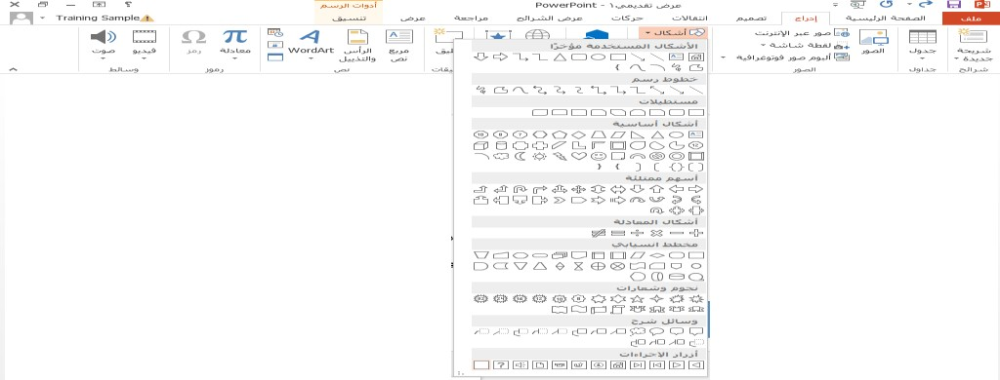 عرض تقديمي١ - PowerPoint
أدوات الرسم
Training Sample
ملف
الصفحة الرئيسية
إدراج
تصميم
انتقالات
حركات
عرض الشرائح
مراجعة
عرض
تنسيق
شريحة جديدة
شرائح
جدول
جداول
الصور
صور عبر الإنترنت
لقطة شاشة
ألبوم صور فوتوغرافية
الصور
أشكال
مربع نص
الرأس والتذييل
WordArt
نص
معادلة
رمز
رموز
فيديو
صوت
وسائط
الأشكال المستخدمة مؤخرًا
خطوط رسم
مستطيلات
أشكال أساسية
أسهم ممتلئة
أشكال المعادلة
مخطط انسيابي
نجوم وشعارات
وسائل شرح
أزرار الإجراءات